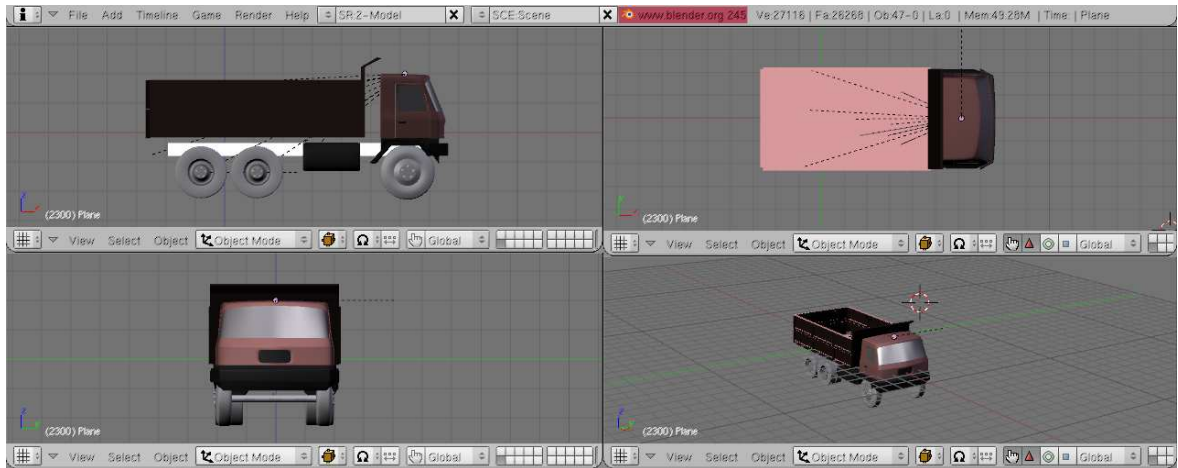 File Add Timeline Game Render Help SR:2-Model X SCE:Scene X www.blender.org 245 Ve:27116 | Fa:26268 | Ob:47-0 | La:0 | Mem:49.28M | Time: | Plane
z x
(2300) Plane
View Select Object Object Mode Global
y x
(2300) Plane
View Select Object Object Mode Global
z y
(2300) Plane
View Select Object Object Mode Global
z y
(2300) Plane
View Select Object Object Mode Global